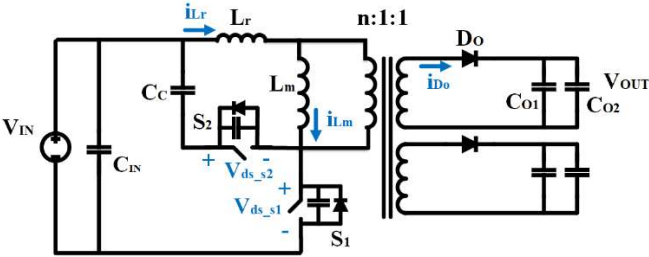 iLr
Lr
n:1:1
Do
iDo
Lm
CC
S2
iLm
CO1
CO2
VOUT
VIN
CIN
+ Vds_s2 -
+
Vds_s1
-
S1